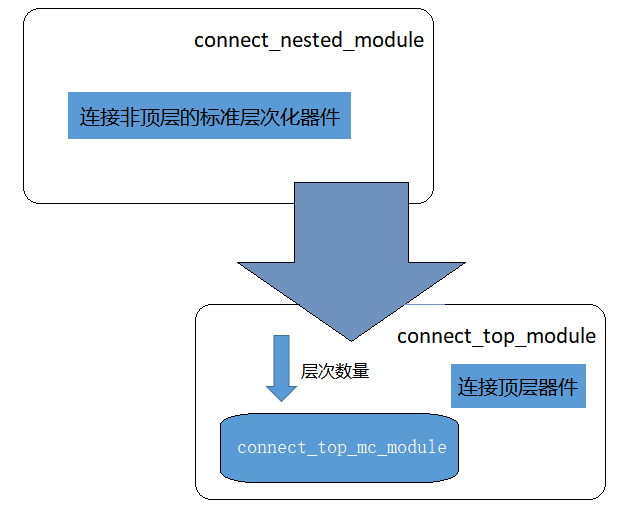 connect_nested_module
连接非顶层的标准层次化器件
connect_top_module
层次数量
连接顶层器件
connect_top_mc_module